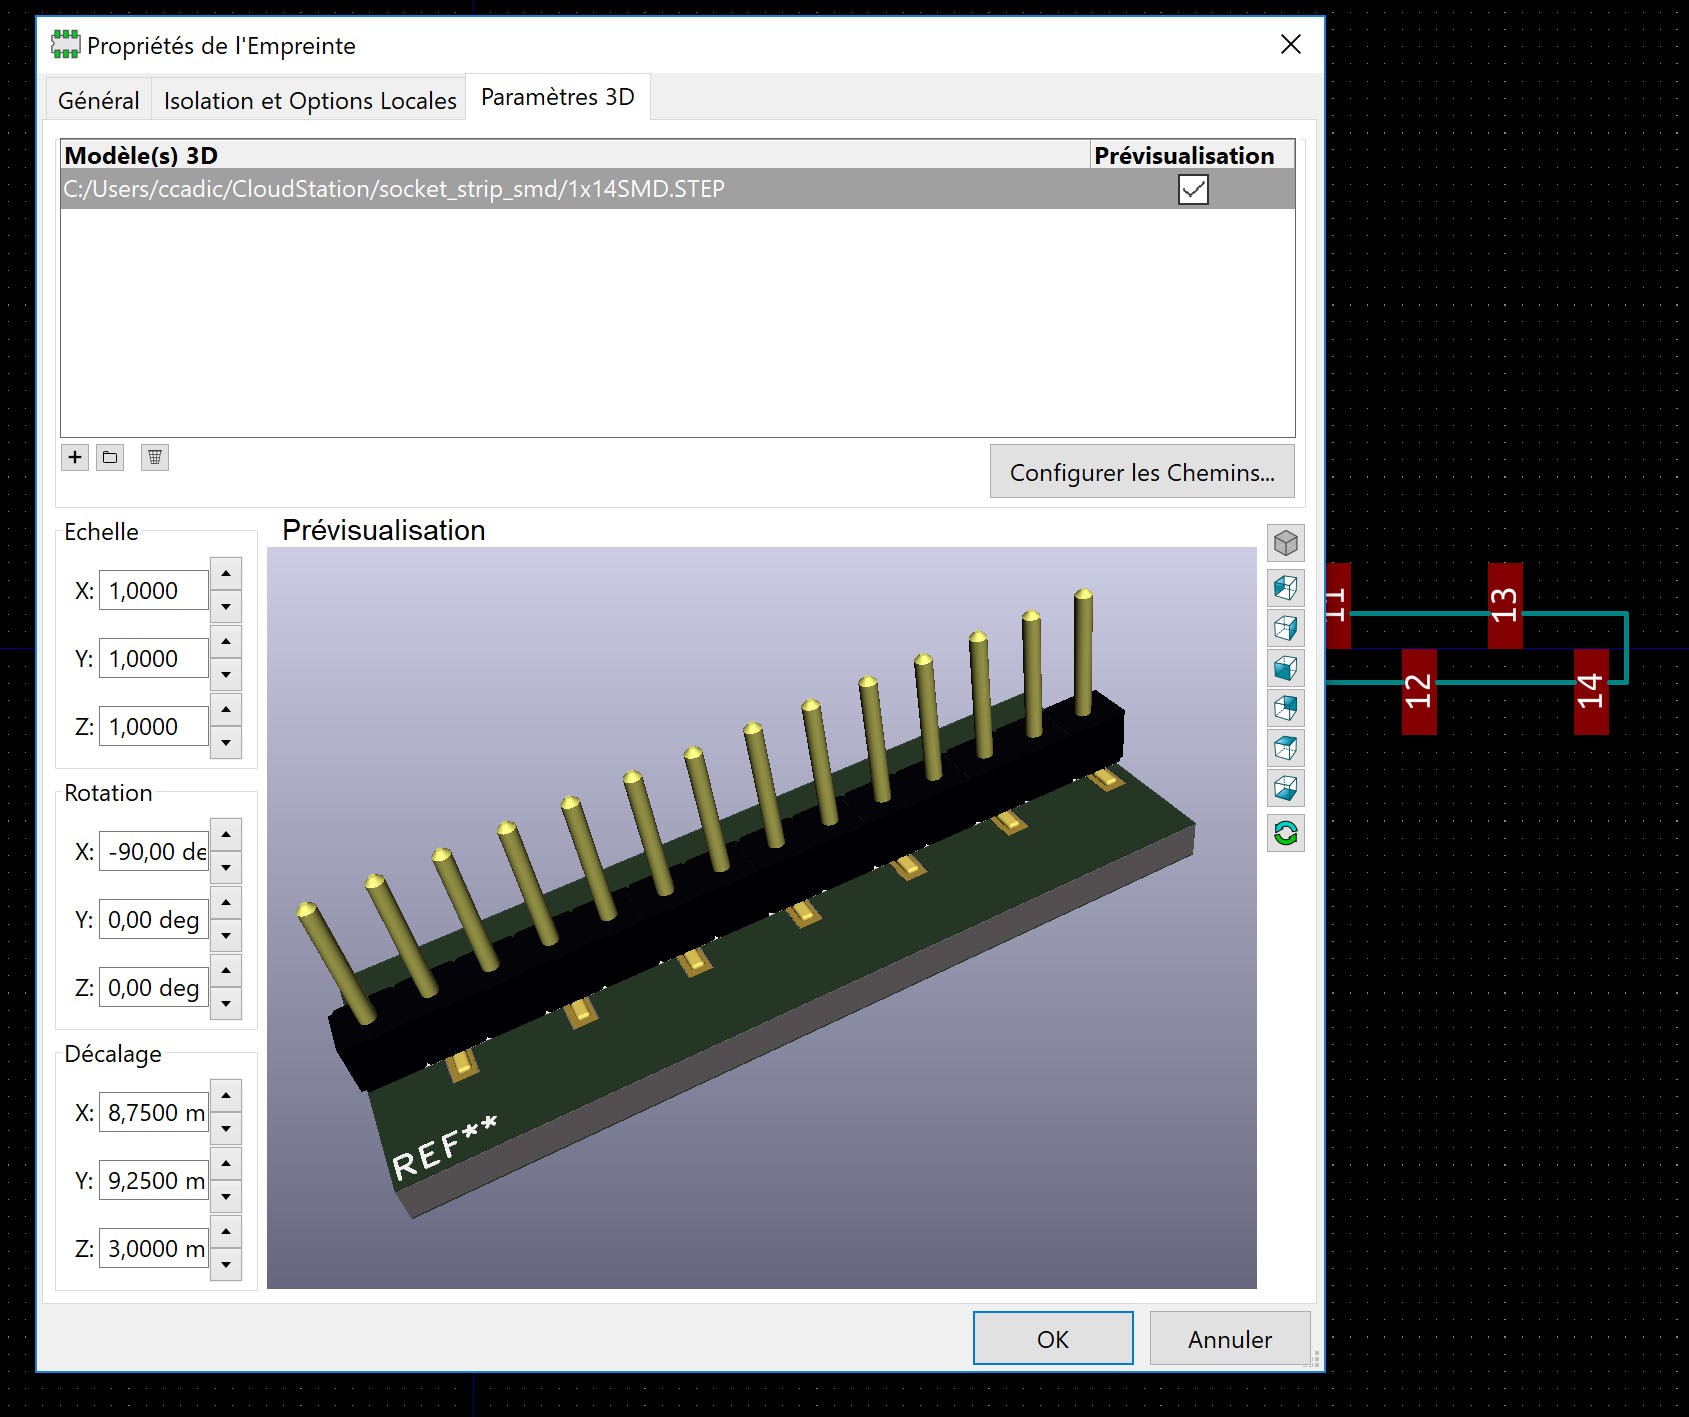 Propriétés de l'Empreinte
Général
Isolation et Options Locales
Paramètres 3D
Modèle(s) 3D
Prévisualisation
C:/Users/ccadic/CloudStation/socket_strip_smd/1x14SMD.STEP
Configurer les Chemins...
Echelle
X: 1,0000
Y: 1,0000
Z: 1,0000
Rotation
X: -90,00 de
Y: 0,00 deg
Z: 0,00 deg
Décalage
X: 8,7500 m
Y: 9,2500 m
Z: 3,0000 m
Prévisualisation
REF**
OK
Annuler
11
13
12
14